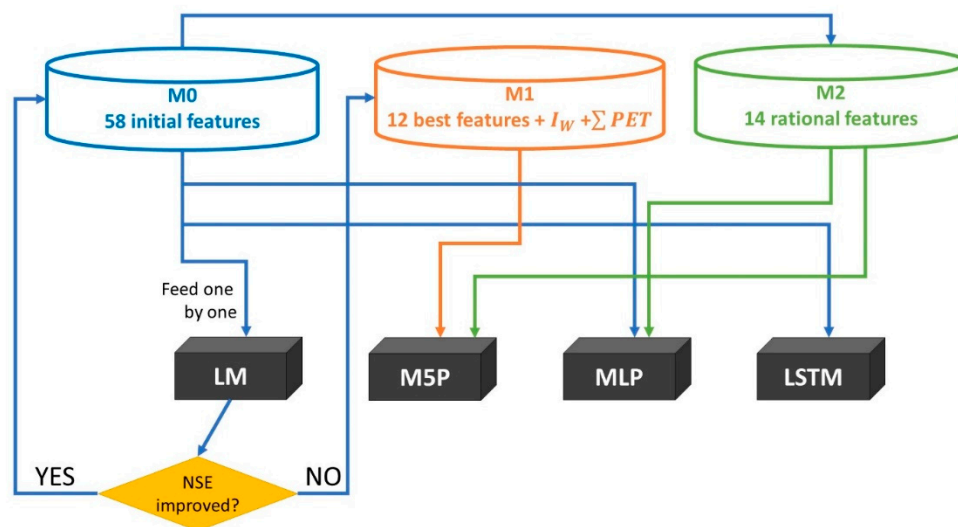 M0
58 initial features
M1
12 best features + I_W + ∑ PET
M2
14 rational features
Feed one
by one
LM
M5P
MLP
LSTM
YES
NSE
improved?
NO